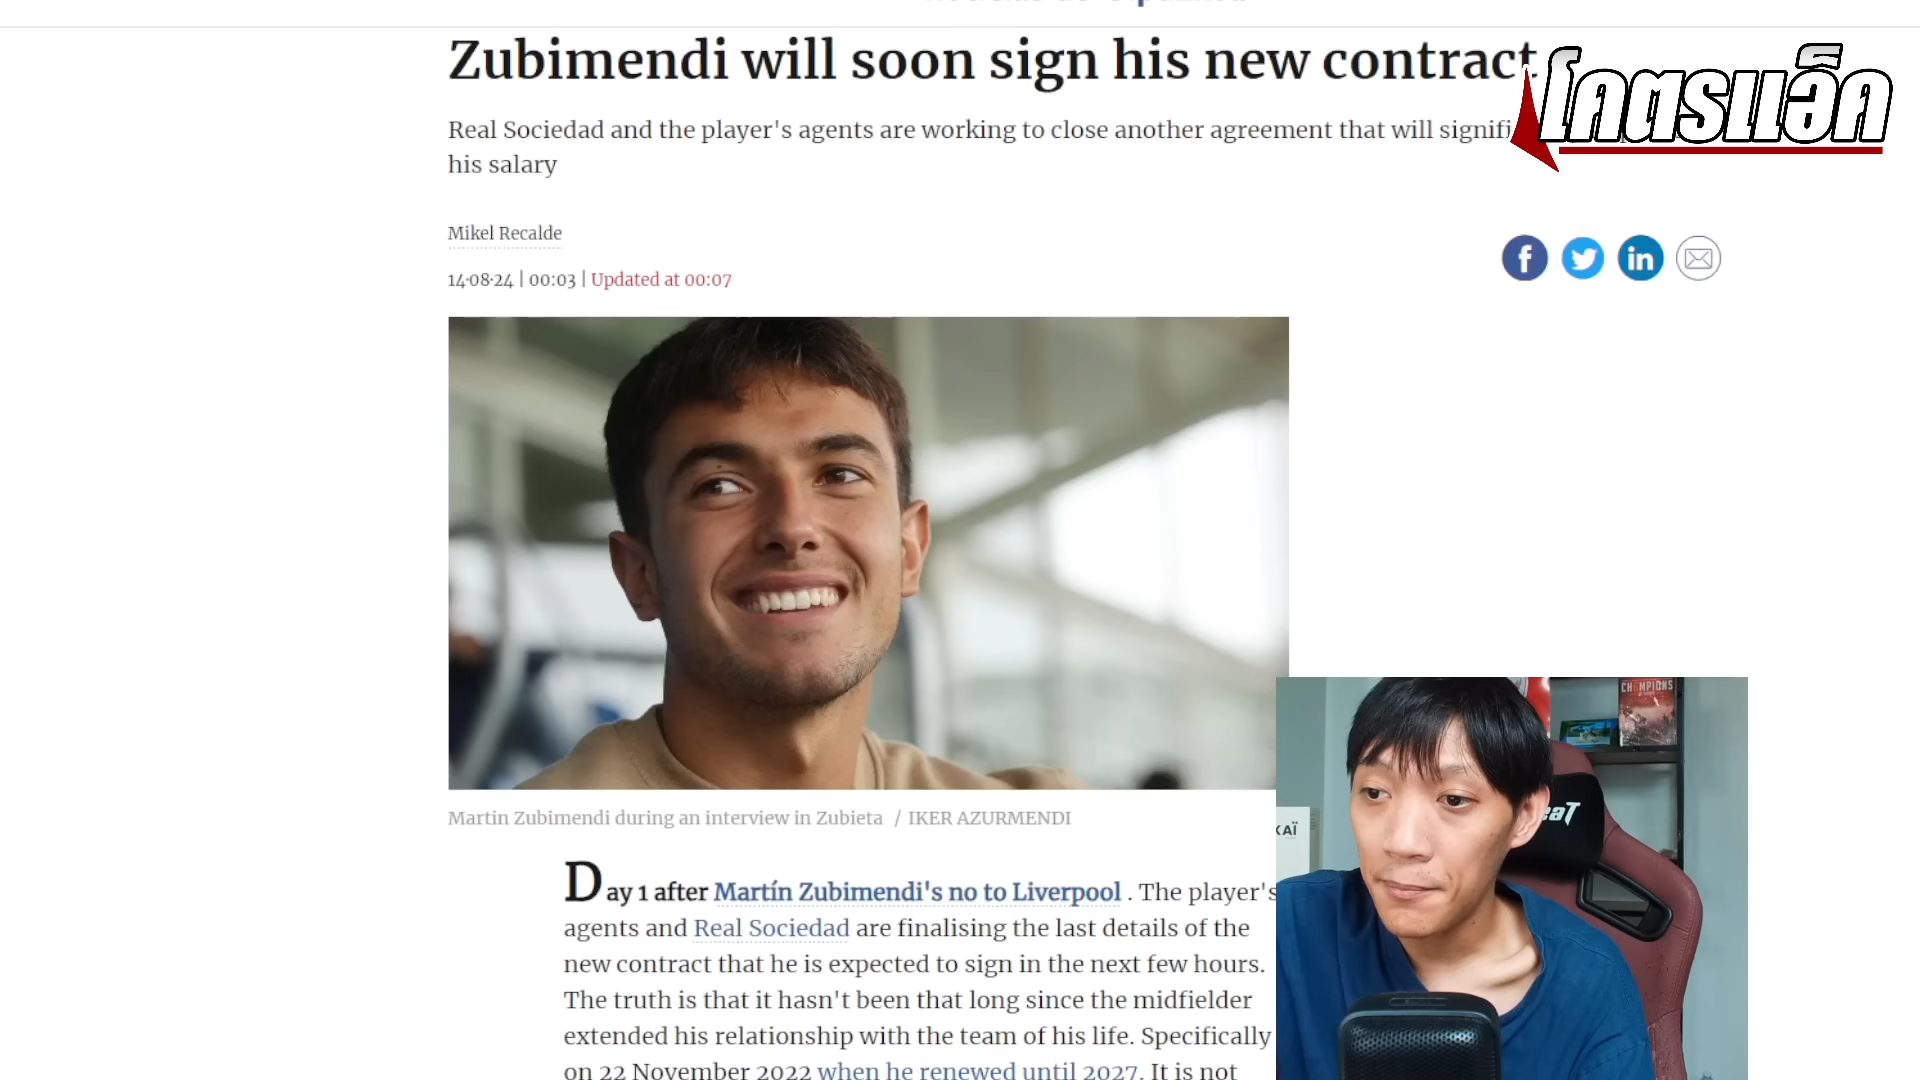 Zubimendi will soon sign his new contract
โคตรแอ็ค
Real Sociedad and the player's agents are working to close another agreement that will
his salary
Mikel Recalde
14·08·24 | 00:03 | Updated at 00:07
CHAMPIONS
Martin Zubimendi during an interview in Zubieta / IKER AZURMENDI
Day 1 after Martín Zubimendi's no to Liverpool . The player's
agents and Real Sociedad are finalising the last details of the
new contract that he is expected to sign in the next few hours.
The truth is that it hasn't been that long since the midfielder
extended his relationship with the team of his life. Specifically
on 22 November 2022 when he renewed until 2027. It is not